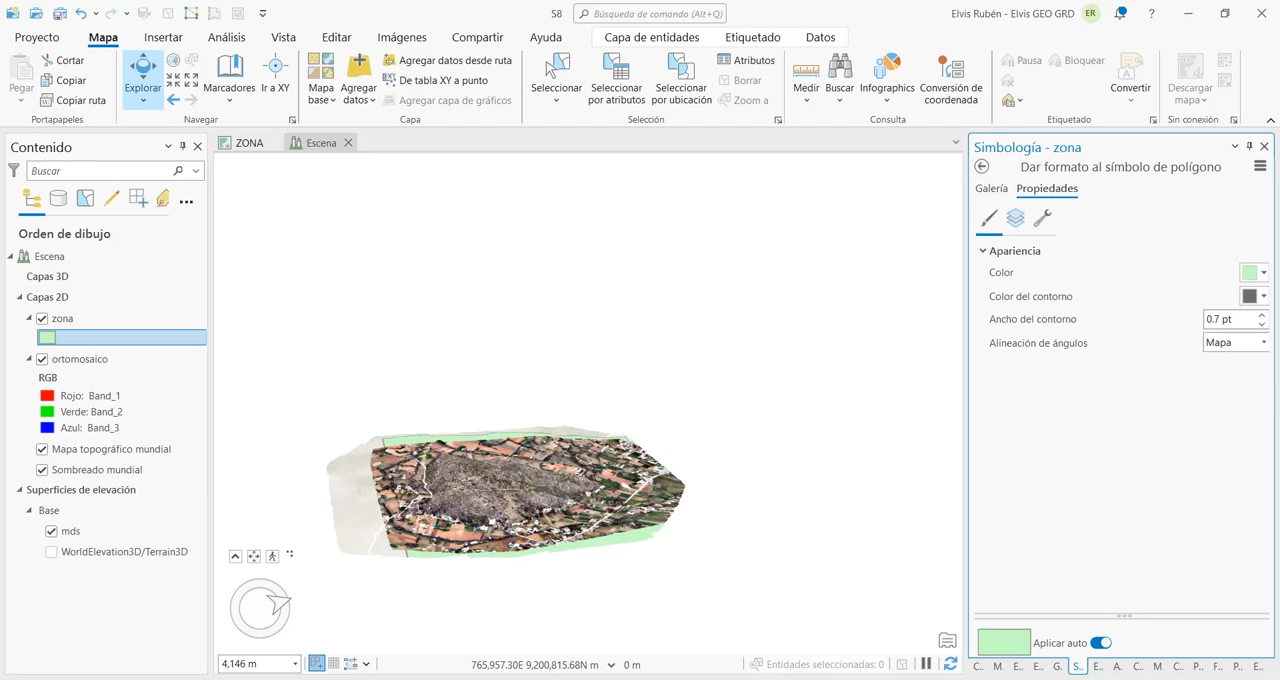 S8
Búsqueda de comando (Alt+Q)
Elvis Rubén - Elvis GEO GRD
ER
?
Proyecto
Mapa
Insertar
Análisis
Vista
Editar
Imágenes
Compartir
Ayuda
Capa de entidades
Etiquetado
Datos
Pegar
Cortar
Copiar
Copiar ruta
Portapapeles
Explorar
Marcadores
Ir a XY
Navegar
Mapa base
Agregar datos
Agregar datos desde ruta
De tabla XY a punto
Agregar capa de gráficos
Capa
Seleccionar
Seleccionar por atributos
Seleccionar por ubicación
Atributos
Borrar
Zoom a
Selección
Medir
Buscar
Infographics
Conversión de coordenada
Consulta
Pausa
Bloquear
Convertir
Etiquetado
Descargar mapa
Sin conexión
Contenido
Buscar
Orden de dibujo
Escena
Capas 3D
Capas 2D
zona
ortomosaico
RGB
Rojo: Band_1
Verde: Band_2
Azul: Band_3
Mapa topográfico mundial
Sombreado mundial
Superficies de elevación
Base
mds
WorldElevation3D/Terrain3D
ZONA
Escena
4,146 m
765,957.30E 9,200,815.68N m
0 m
Entidades seleccionadas: 0
Simbología - zona
Dar formato al símbolo de polígono
Galería
Propiedades
Apariencia
Color
Color del contorno
Ancho del contorno
0.7 pt
Alineación de ángulos
Mapa
Aplicar auto
C.. M. E.. E.. G. S.. E.. A. C.. M. C.. P.. F.. P.. E..